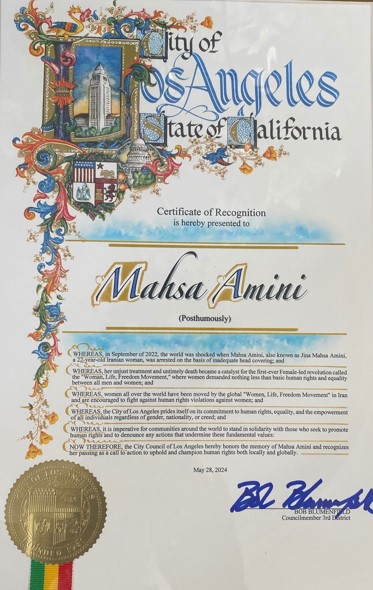 City of
Los Angeles
State of California
Certificate of Recognition
is hereby presented to
Mahsa Amini
(Posthumously)
WHEREAS, in September of 2022, the world was shocked when Mahsa Amini, also known as Jina Mahsa Amini,
a 22-year-old Iranian woman, was arrested on the basis of inadequate head covering; and
WHEREAS, her unjust treatment and untimely death became a catalyst for the first-ever Female-led revolution called
the "Woman, Life, Freedom Movement," where women demanded nothing less than basic human rights and equality
between all men and women; and
WHEREAS, women all over the world have been moved by the global "Women, Life, Freedom Movement" in Iran
and are encouraged to fight against human rights violations against women; and
WHEREAS, the City of Los Angeles prides itself on its commitment to human rights, equality, and the empowerment
of all individuals regardless of gender, nationality, or creed; and
WHEREAS, it is imperative for communities around the world to stand in solidarity with those who seek to promote
human rights and to denounce any actions that undermine these fundamental values;
NOW THEREFORE, the City Council of Los Angeles hereby honors the memory of Mahsa Amini and recognizes
her passing as a call to action to uphold and champion human rights both locally and globally.
May 28, 2024
Bob Blumenfield
BOB BLUMENFIELD
Councilmember 3rd District